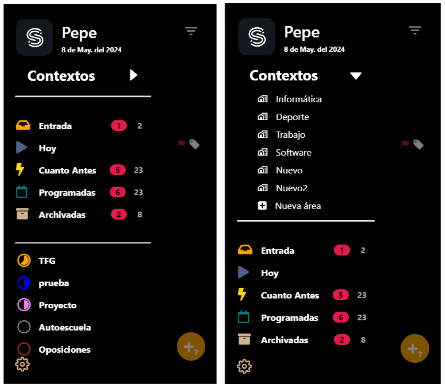 Pepe
8 de May. del 2024
Contextos
Entrada 1 2
Hoy
Cuanto Antes 5 23
Programadas 6 23
Archivadas 2 8
TFG
prueba
Proyecto
Autoescuela
Oposiciones
+?
Pepe
8 de May. del 2024
Contextos
Informática
Deporte
Trabajo
Software
Nuevo
Nuevo2
Nueva área
Entrada 1 2
Hoy
Cuanto Antes 5 23
Programadas 6 23
Archivadas 2 8
+?